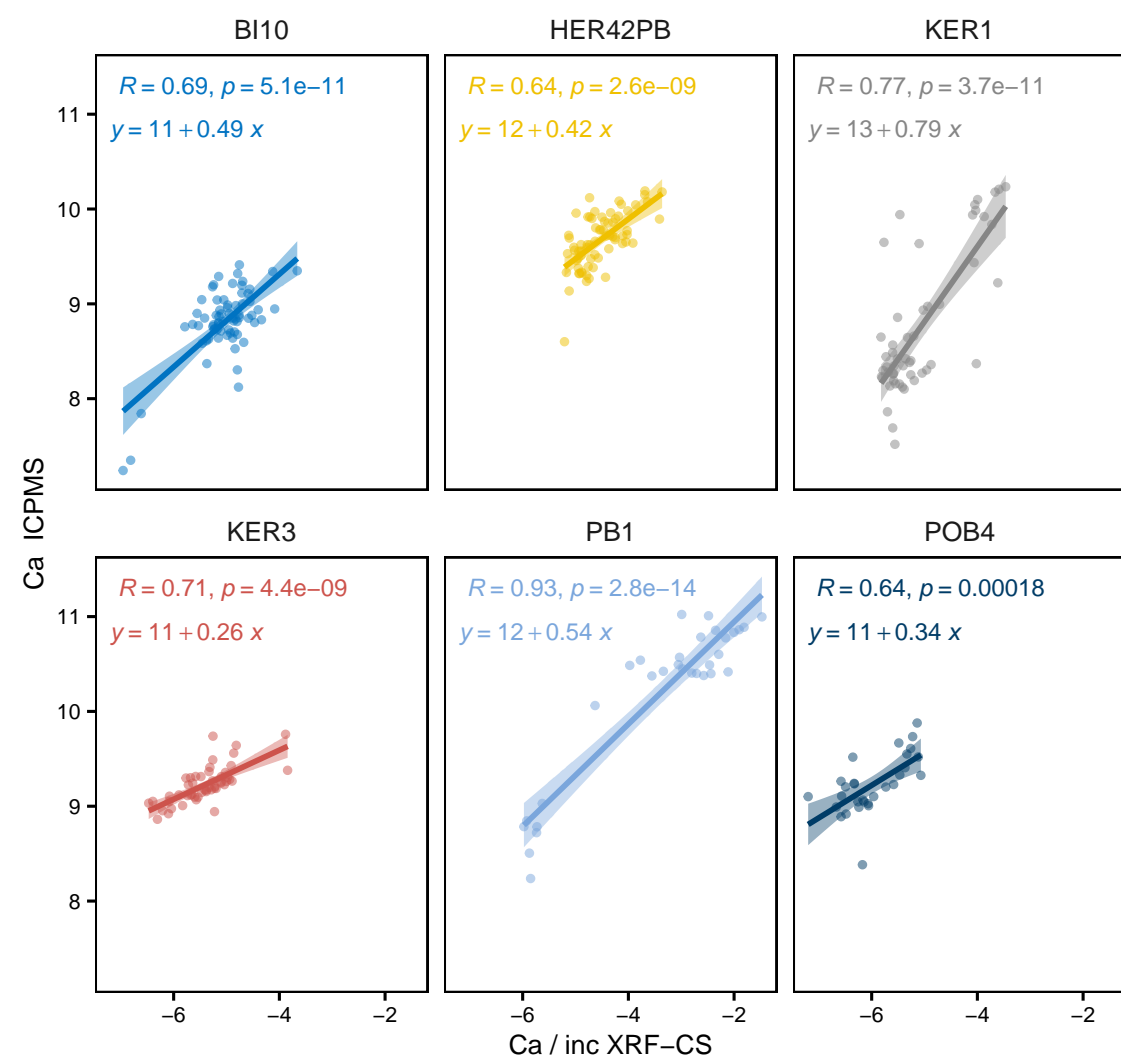 BI10 HER42PB KER1
R = 0.69, p = 5.1e−11 R = 0.64, p = 2.6e−09 R = 0.77, p = 3.7e−11
y = 11 + 0.49 x y = 12 + 0.42 x y = 13 + 0.79 x
11
10
9
8
Ca ICPMS
KER3 PB1 POB4
R = 0.71, p = 4.4e−09 R = 0.93, p = 2.8e−14 R = 0.64, p = 0.00018
y = 11 + 0.26 x y = 12 + 0.54 x y = 11 + 0.34 x
11
10
9
8
−6 −4 −2 −6 −4 −2 −6 −4 −2
Ca / inc XRF−CS